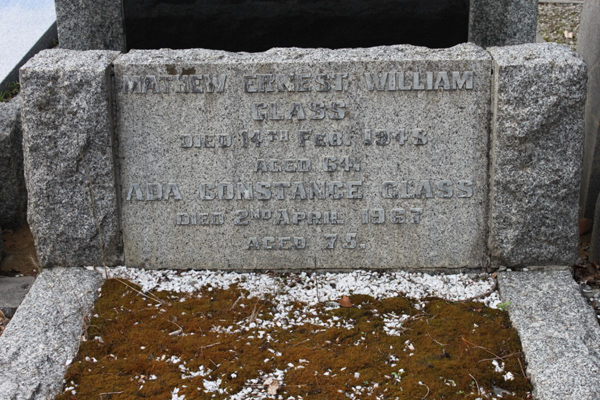 MATHEW ERNEST WILLIAM
GLASS
DIED 14TH FEB. 1945
AGED 64.
ADA CONSTANCE GLASS
DIED 2ND APRIL 1957
AGED 75.